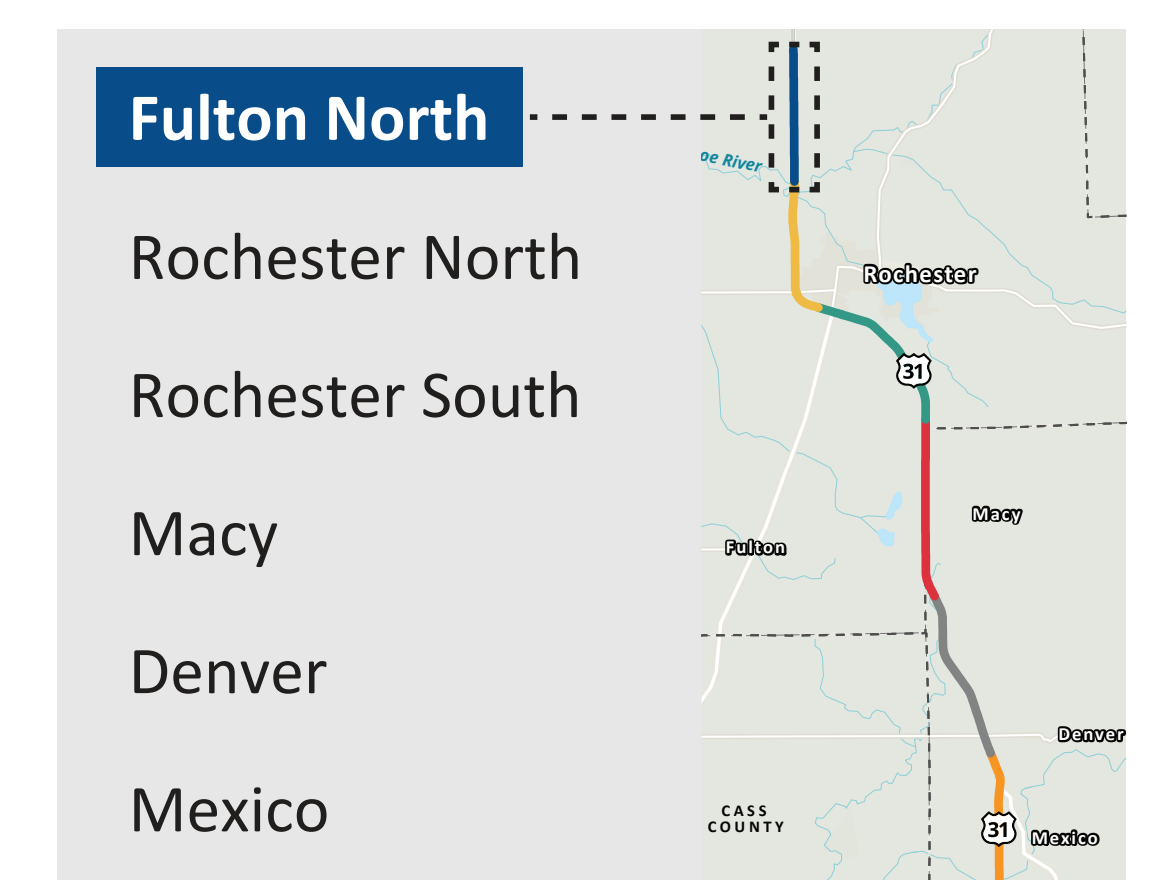 Fulton North
Rochester North
Rochester South
Macy
Denver
Mexico
River
Rochester
31
Macy
Fulton
Denver
CASS
COUNTY
31
Mexico